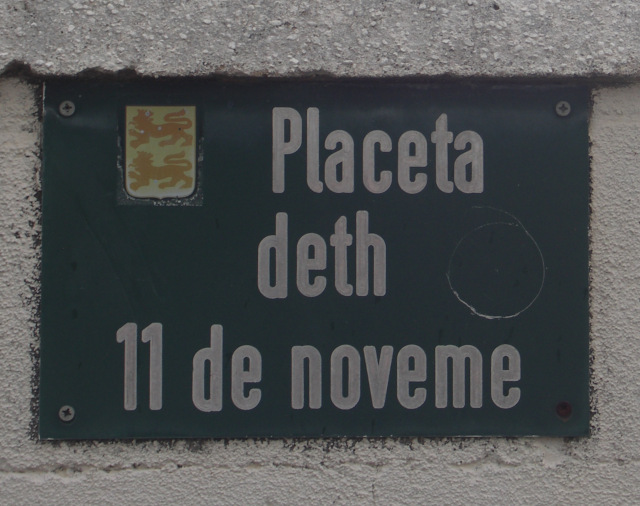 Placeta
deth
11 de noveme